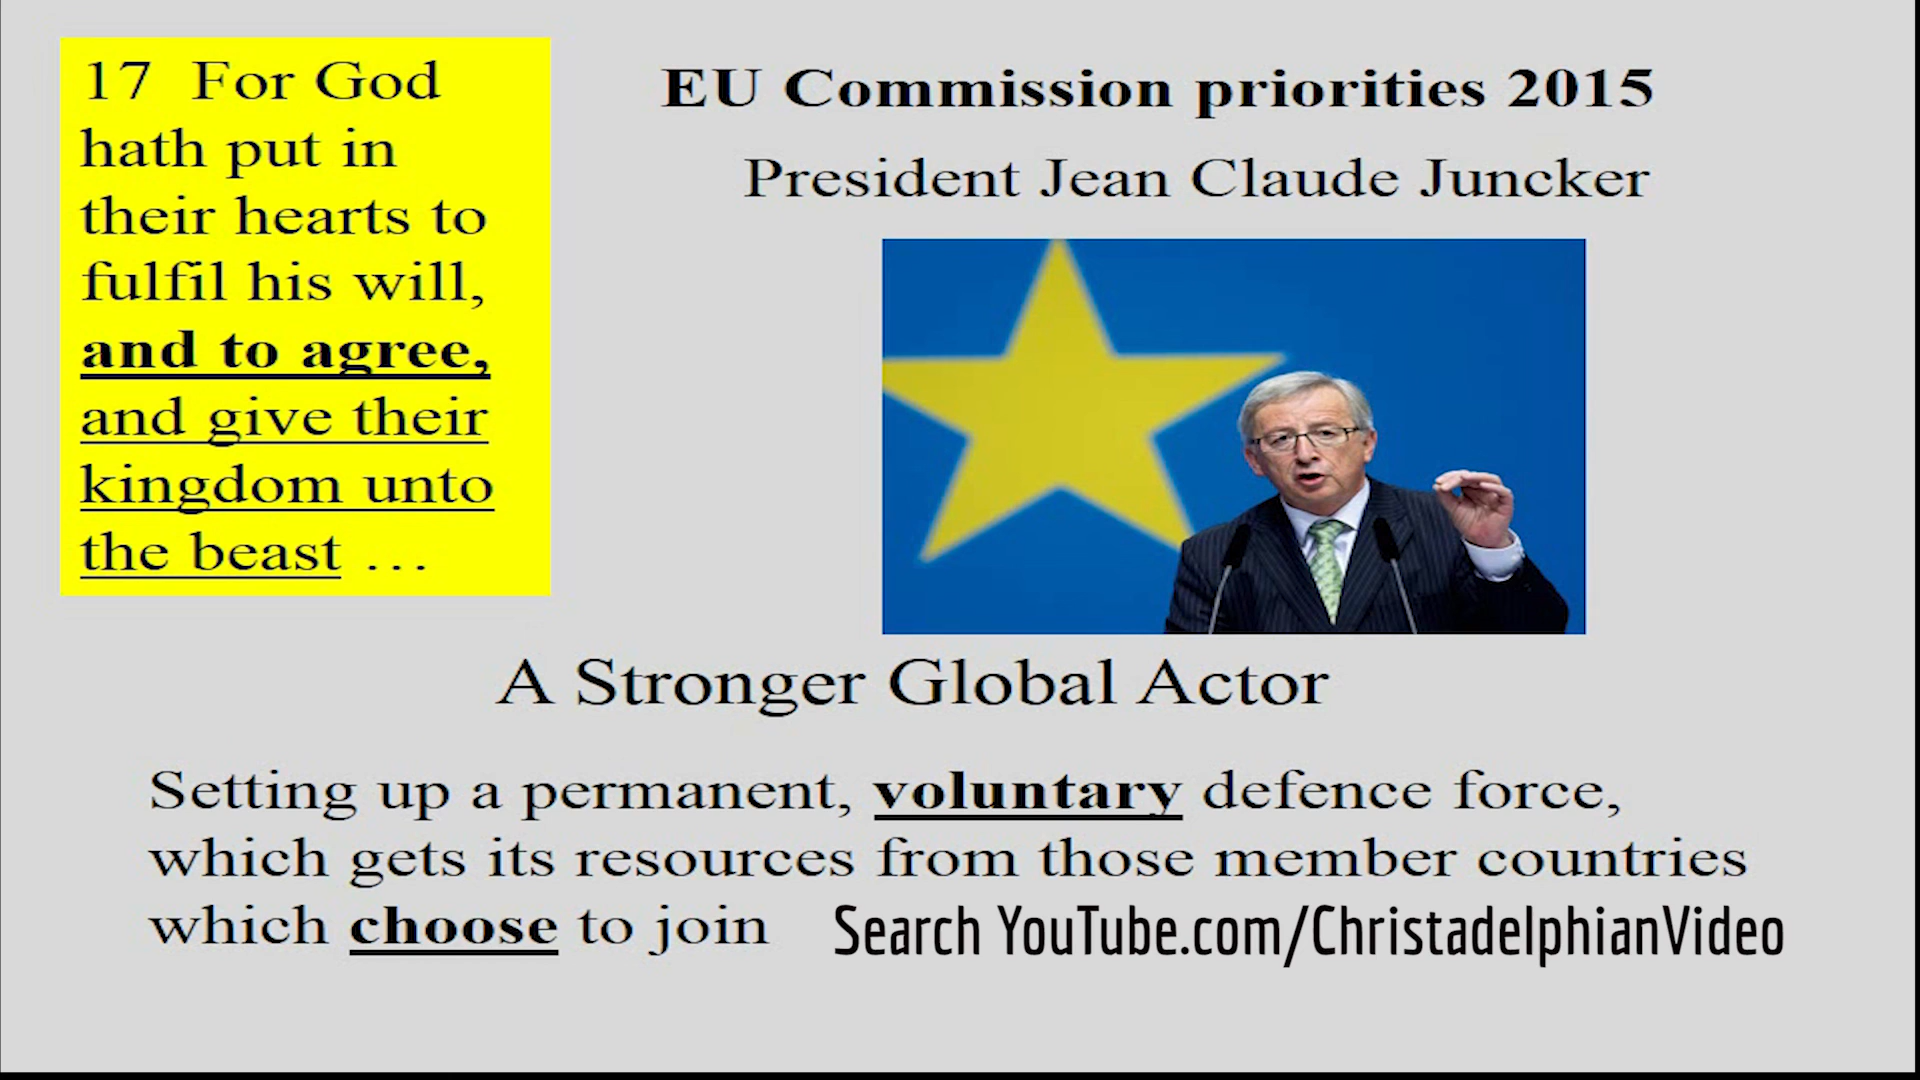 17 For God
hath put in
their hearts to
fulfil his will,
and to agree,
and give their
kingdom unto
the beast …
EU Commission priorities 2015
President Jean Claude Juncker
A Stronger Global Actor
Setting up a permanent, voluntary defence force,
which gets its resources from those member countries
which choose to join
Search YouTube.com/ChristadelphianVideo